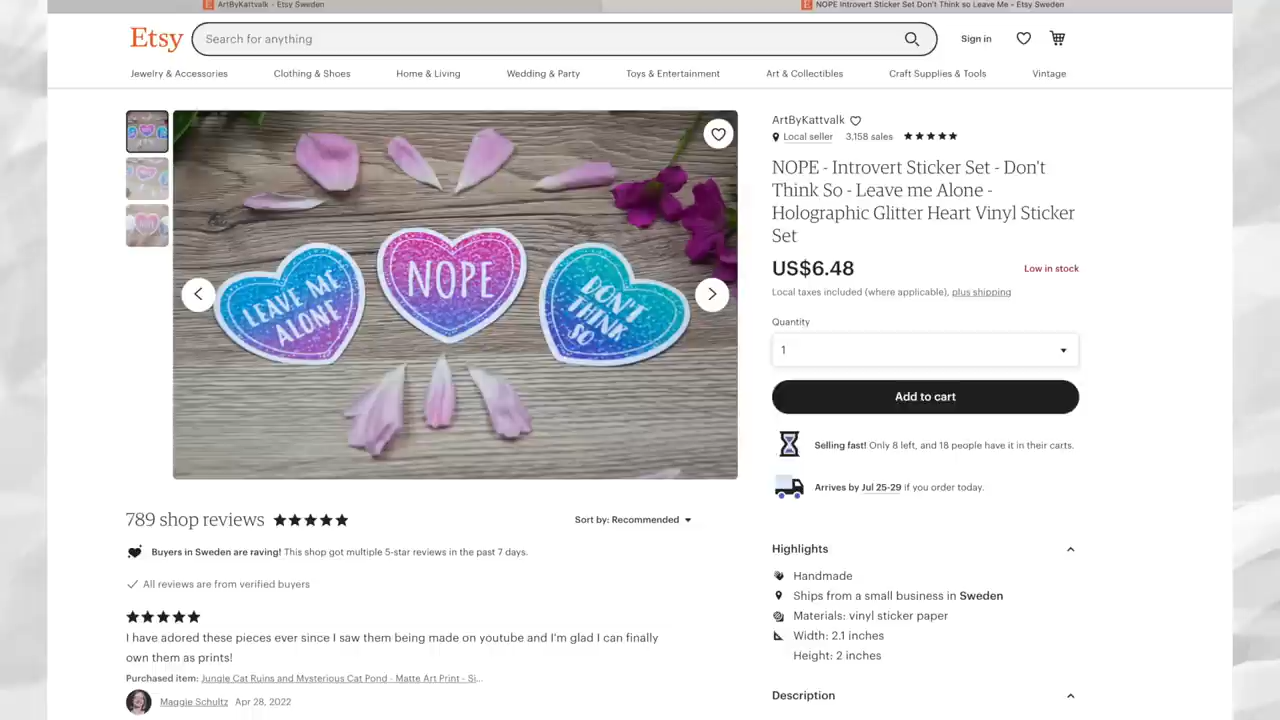 ArtByKattvalk - Etsy Sweden
NOPE Introvert Sticker Set Don't Think so Leave Me – Etsy Sweden
Etsy
Search for anything
Sign in
Jewelry & Accessories
Clothing & Shoes
Home & Living
Wedding & Party
Toys & Entertainment
Art & Collectibles
Craft Supplies & Tools
Vintage
LEAVE ME
ALONE
NOPE
DON'T
THINK
SO
ArtByKattvalk
Local seller 3,158 sales
NOPE - Introvert Sticker Set - Don't
Think So - Leave me Alone -
Holographic Glitter Heart Vinyl Sticker
Set
US$6.48
Low in stock
Local taxes included (where applicable), plus shipping
Quantity
1
Add to cart
Selling fast! Only 8 left, and 18 people have it in their carts.
Arrives by Jul 25-29 if you order today.
789 shop reviews
Sort by: Recommended
Buyers in Sweden are raving! This shop got multiple 5-star reviews in the past 7 days.
All reviews are from verified buyers
I have adored these pieces ever since I saw them being made on youtube and I'm glad I can finally
own them as prints!
Purchased item: Jungle Cat Ruins and Mysterious Cat Pond - Matte Art Print - Si...
Maggie Schultz Apr 28, 2022
Highlights
Handmade
Ships from a small business in Sweden
Materials: vinyl sticker paper
Width: 2.1 inches
Height: 2 inches
Description